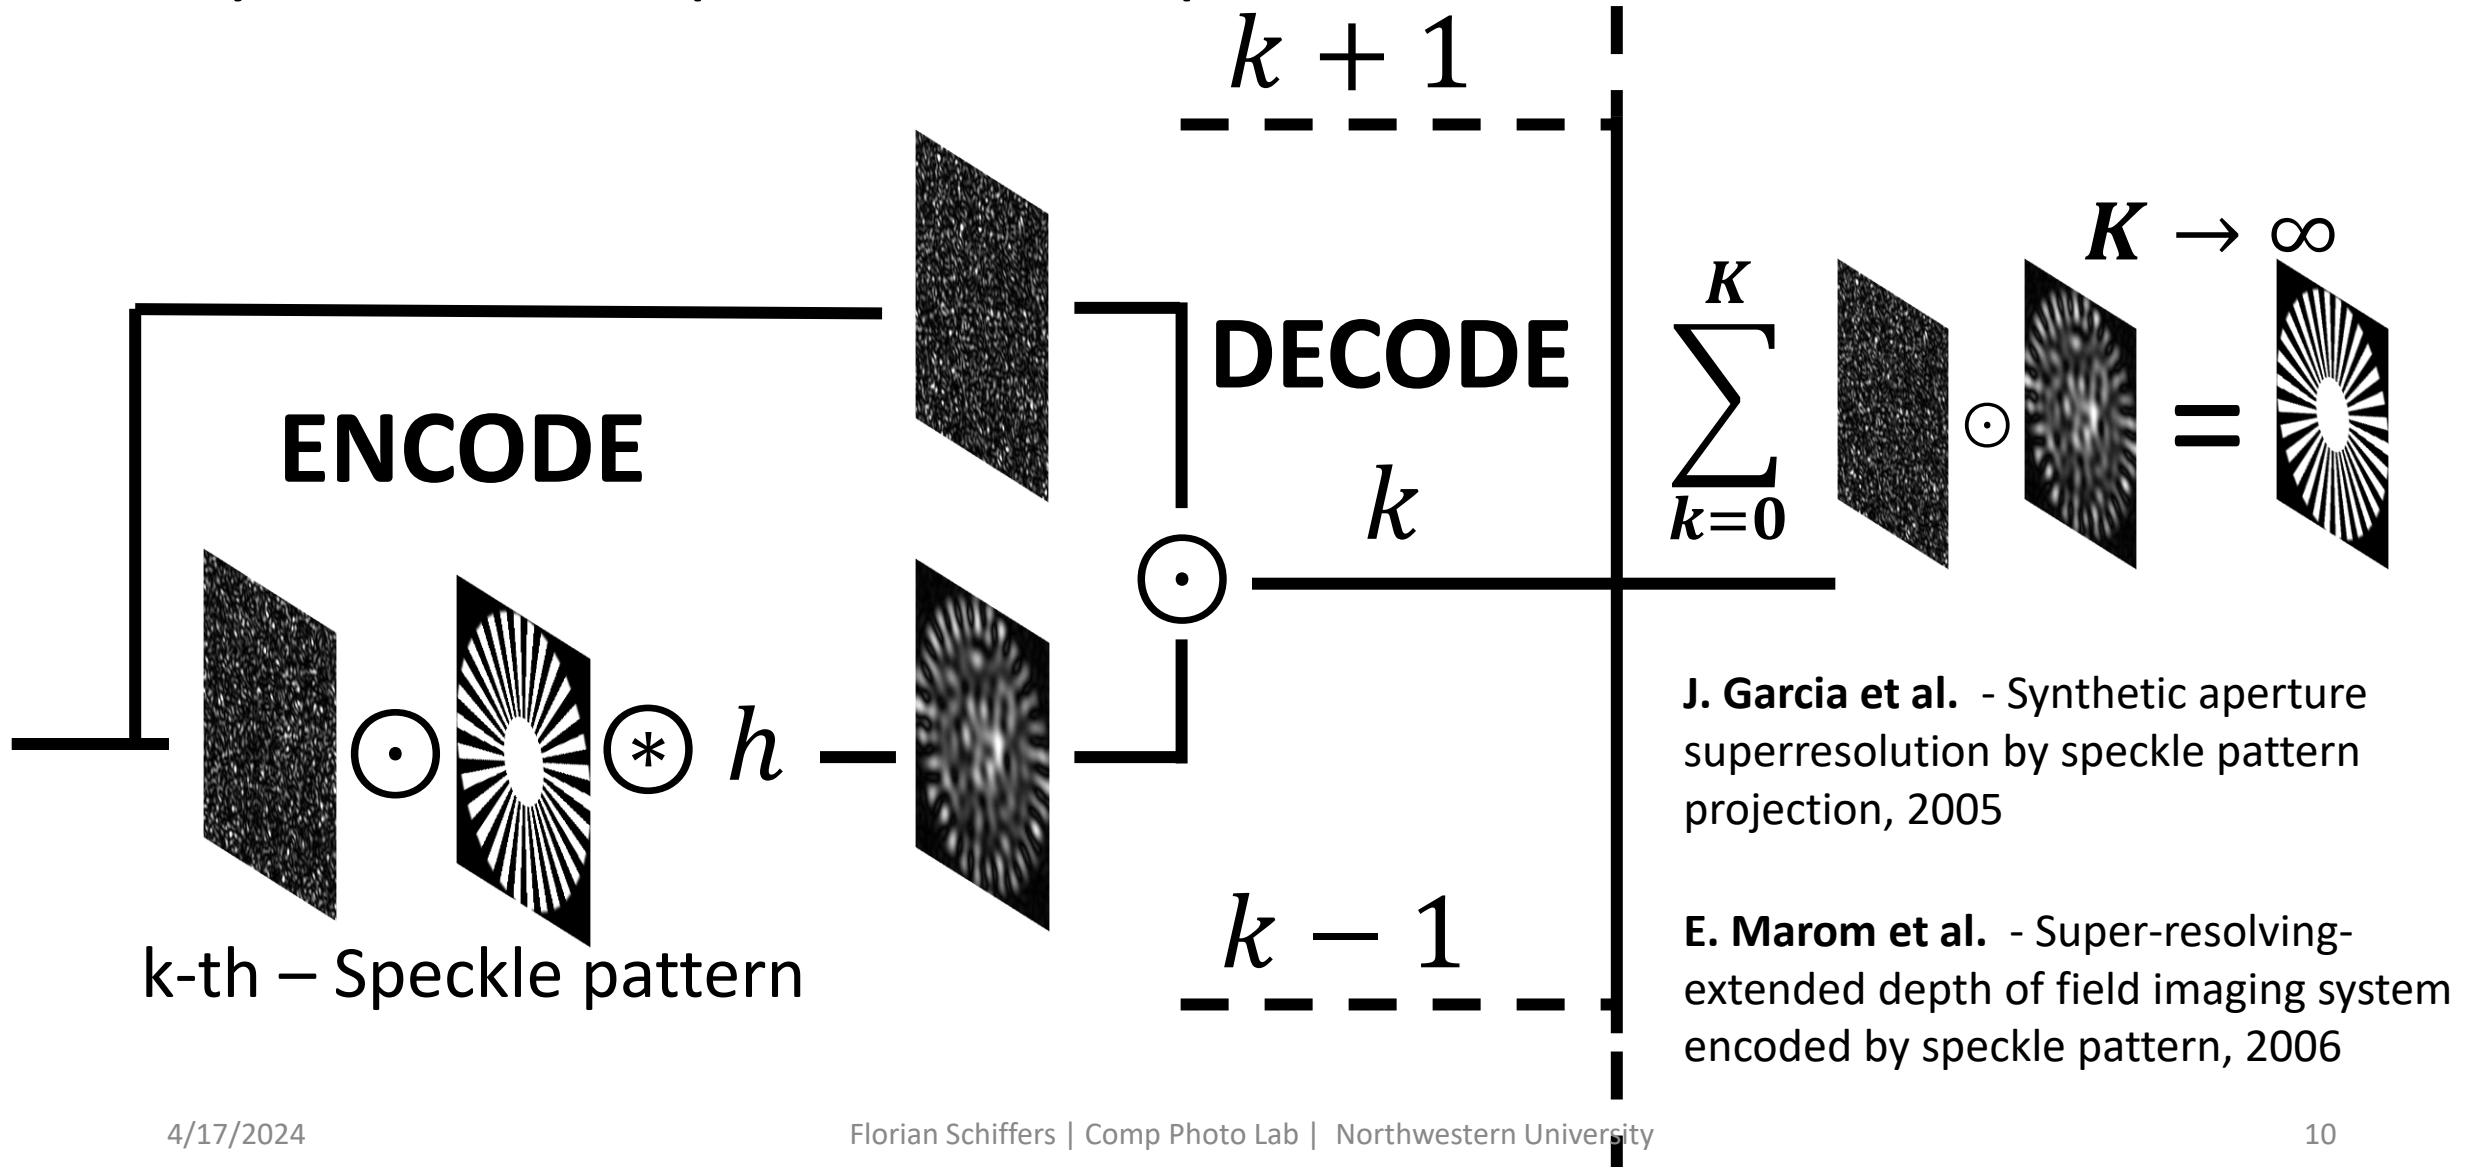 k + 1
K → ∞
K
DECODE
∑
⊙
=
ENCODE
k
k=0
⊙
⊙ ⊛ h
J. Garcia et al. - Synthetic aperture
superresolution by speckle pattern
projection, 2005
k − 1
E. Marom et al. - Super-resolving-
extended depth of field imaging system
encoded by speckle pattern, 2006
k-th – Speckle pattern
4/17/2024
Florian Schiffers | Comp Photo Lab | Northwestern University
10